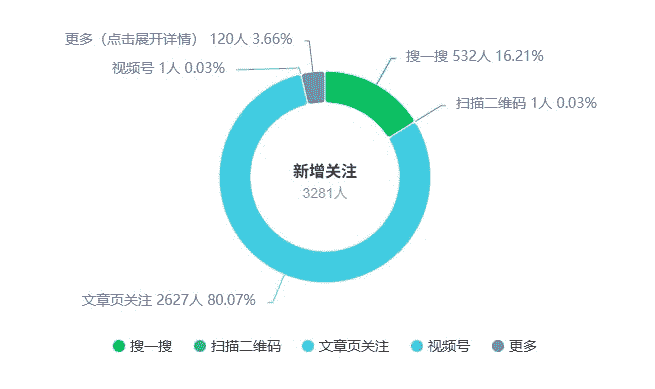 更多（点击展开详情） 120人 3.66%
搜一搜 532人 16.21%
视频号 1人 0.03%
扫描二维码 1人 0.03%
新增关注
3281人
文章页关注 2627人 80.07%
搜一搜 扫描二维码 文章页关注 视频号 更多